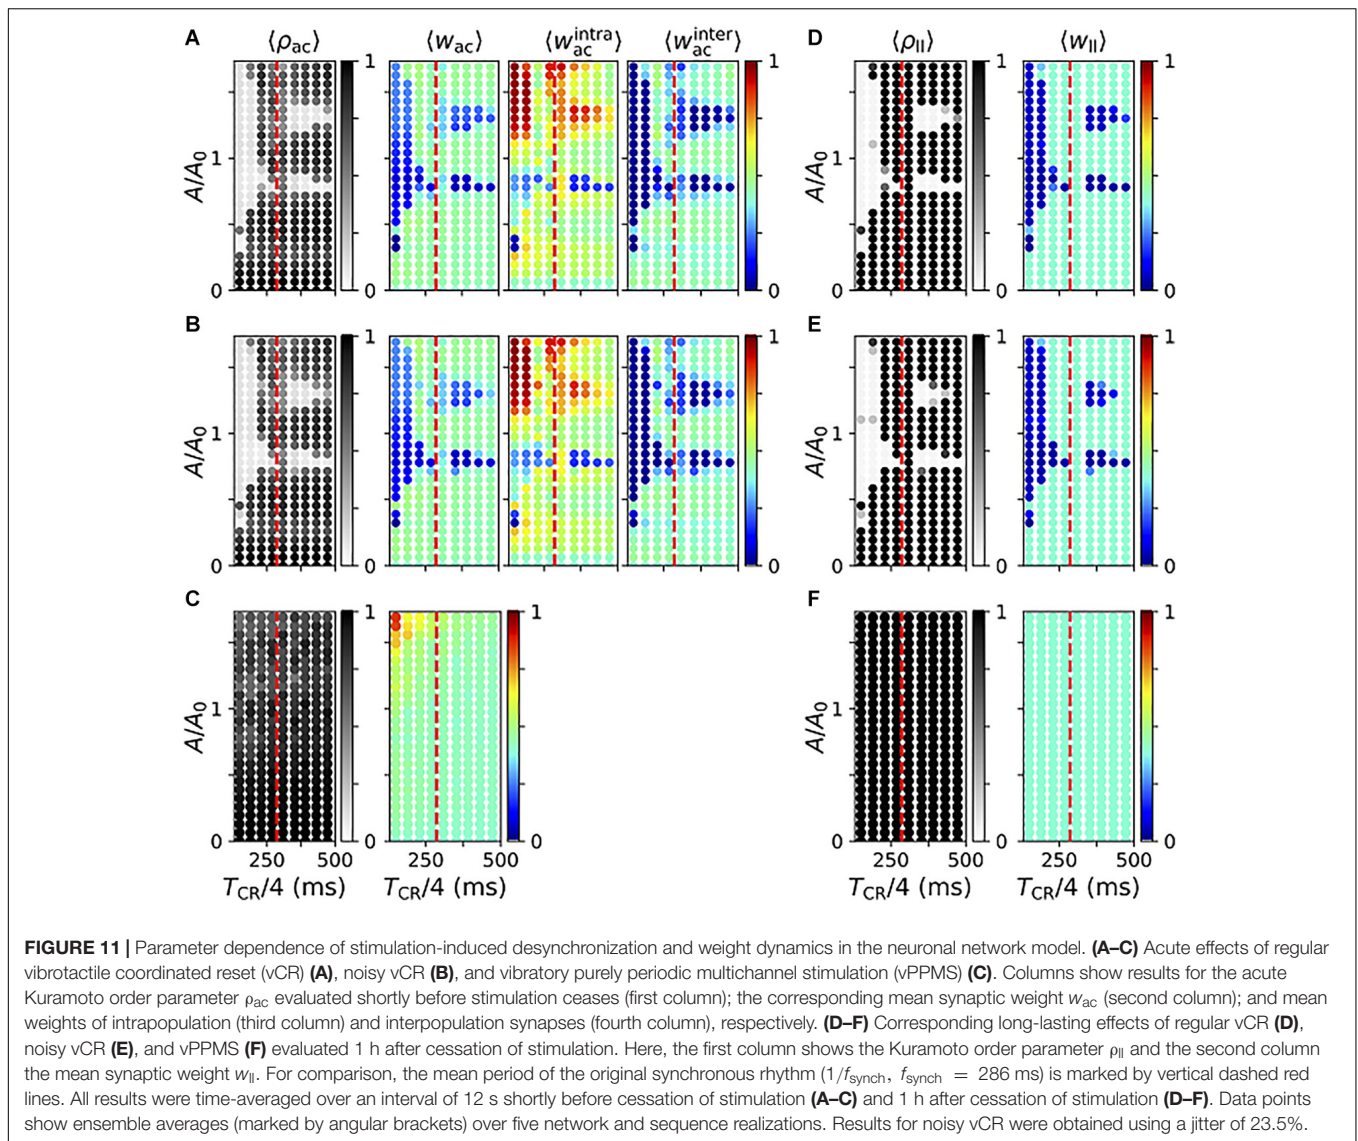 A ⟨ρac⟩ ⟨wac⟩ ⟨w^intra_ac⟩ ⟨w^inter_ac⟩ D ⟨ρll⟩ ⟨wll⟩
1 1 1 1
A/A0 1 A/A0 1
0 0 0 0 0 0
B E
1 1 1 1
A/A0 1 A/A0 1
0 0 0 0 0 0
C F
1 1 1 1
A/A0 1 A/A0 1
0 0 0 0 0 0
250 500 250 500 250 500 250 500
TCR/4 (ms) TCR/4 (ms) TCR/4 (ms) TCR/4 (ms)
FIGURE 11 | Parameter dependence of stimulation-induced desynchronization and weight dynamics in the neuronal network model. (A–C) Acute effects of regular
vibrotactile coordinated reset (vCR) (A), noisy vCR (B), and vibratory purely periodic multichannel stimulation (vPPMS) (C). Columns show results for the acute
Kuramoto order parameter ρac evaluated shortly before stimulation ceases (first column); the corresponding mean synaptic weight wac (second column); and mean
weights of intrapopulation (third column) and interpopulation synapses (fourth column), respectively. (D–F) Corresponding long-lasting effects of regular vCR (D),
noisy vCR (E), and vPPMS (F) evaluated 1 h after cessation of stimulation. Here, the first column shows the Kuramoto order parameter ρll and the second column
the mean synaptic weight wll. For comparison, the mean period of the original synchronous rhythm (1/fsynch, fsynch = 286 ms) is marked by vertical dashed red
lines. All results were time-averaged over an interval of 12 s shortly before cessation of stimulation (A–C) and 1 h after cessation of stimulation (D–F). Data points
show ensemble averages (marked by angular brackets) over five network and sequence realizations. Results for noisy vCR were obtained using a jitter of 23.5%.